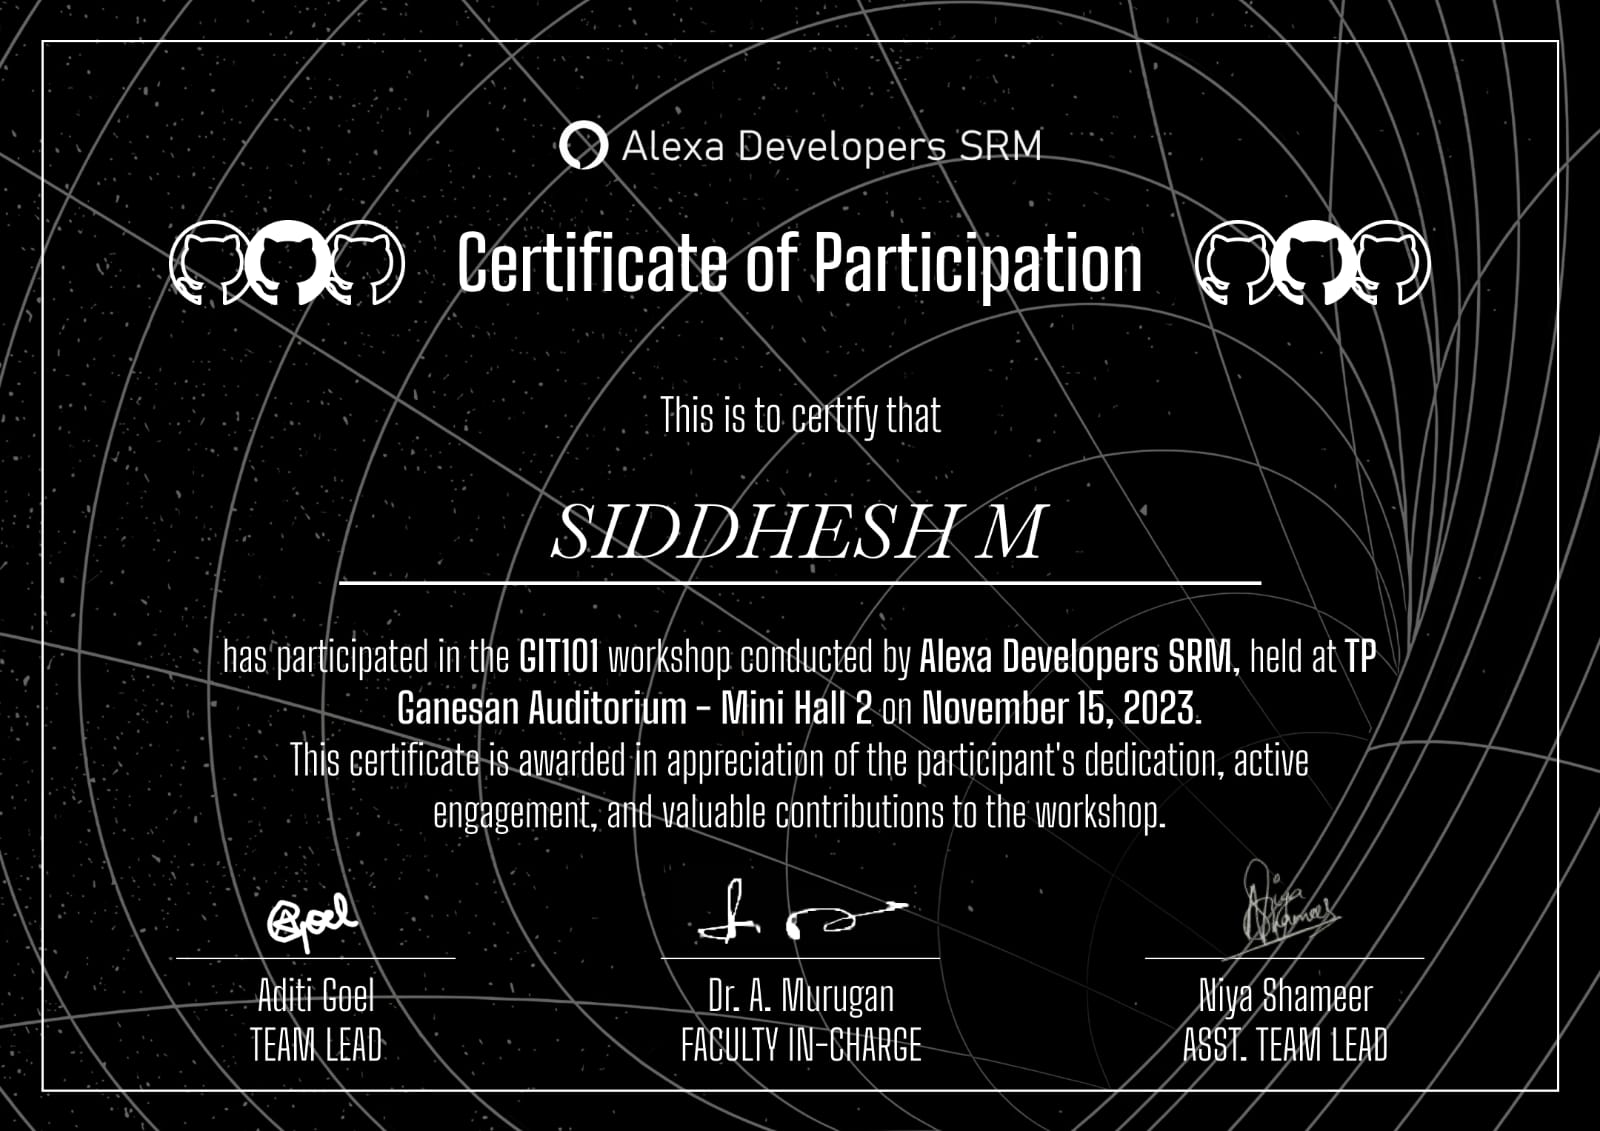 Alexa Developers SRM
Certificate of Participation
This is to certify that
SIDDHESH M
has participated in the GIT101 workshop conducted by Alexa Developers SRM, held at TP
Ganesan Auditorium - Mini Hall 2 on November 15, 2023.
This certificate is awarded in appreciation of the participant's dedication, active
engagement, and valuable contributions to the workshop.
AGoel
Niya
Shameer
Aditi Goel
TEAM LEAD
Dr. A. Murugan
FACULTY IN-CHARGE
Niya Shameer
ASST. TEAM LEAD